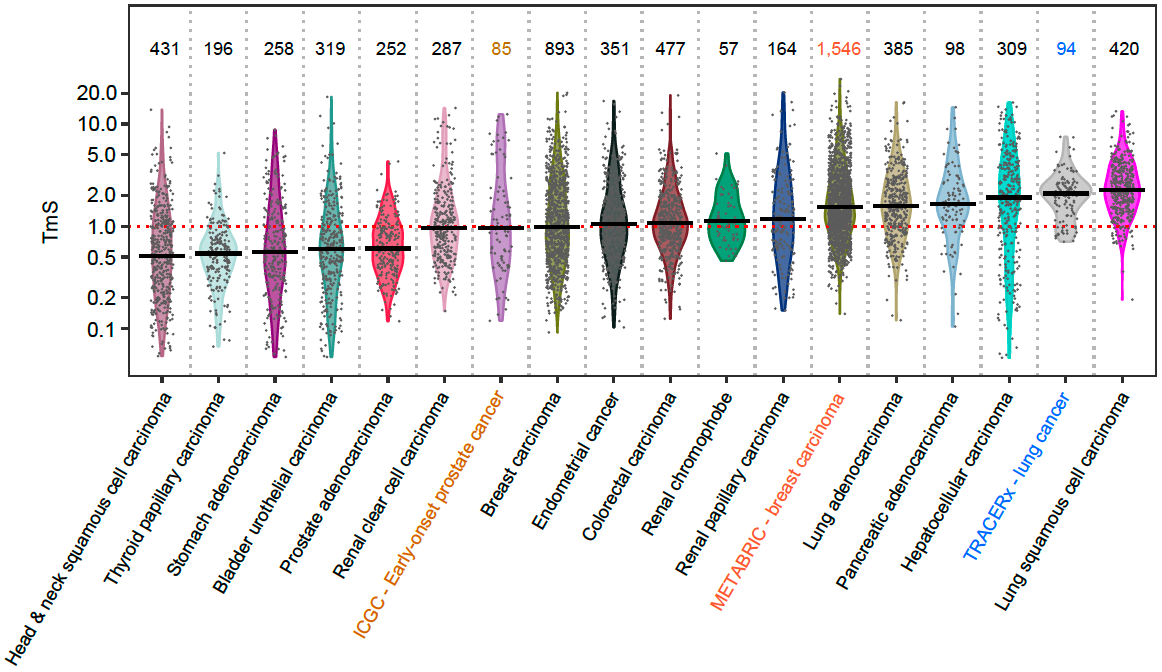 431 196 258 319 252 287 85 893 351 477 57 164 1,546 385 98 309 94 420
20.0
10.0
5.0
2.0
1.0
0.5
0.2
0.1
TmS
Head & neck squamous cell carcinoma
Thyroid papillary carcinoma
Stomach adenocarcinoma
Bladder urothelial carcinoma
Prostate adenocarcinoma
Renal clear cell carcinoma
ICGC - Early-onset prostate cancer
Breast carcinoma
Endometrial cancer
Colorectal carcinoma
Renal chromophobe
Renal papillary carcinoma
METABRIC - breast carcinoma
Lung adenocarcinoma
Pancreatic adenocarcinoma
Hepatocellular carcinoma
TRACERx - lung cancer
Lung squamous cell carcinoma